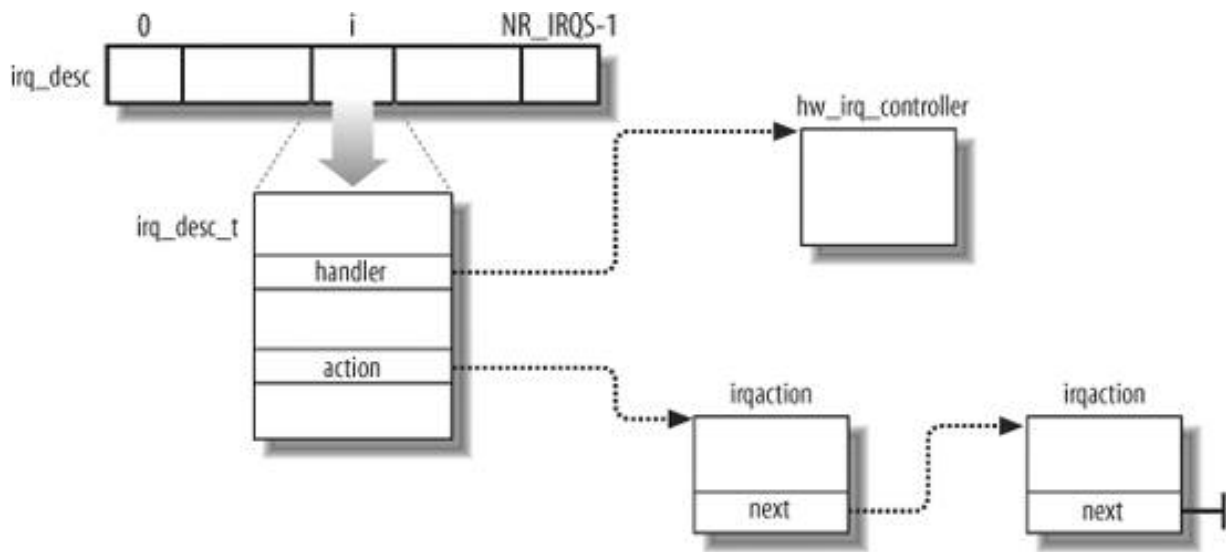 0 i NR_IRQS-1
irq_desc
hw_irq_controller
irq_desc_t
handler
action
irqaction irqaction
next next